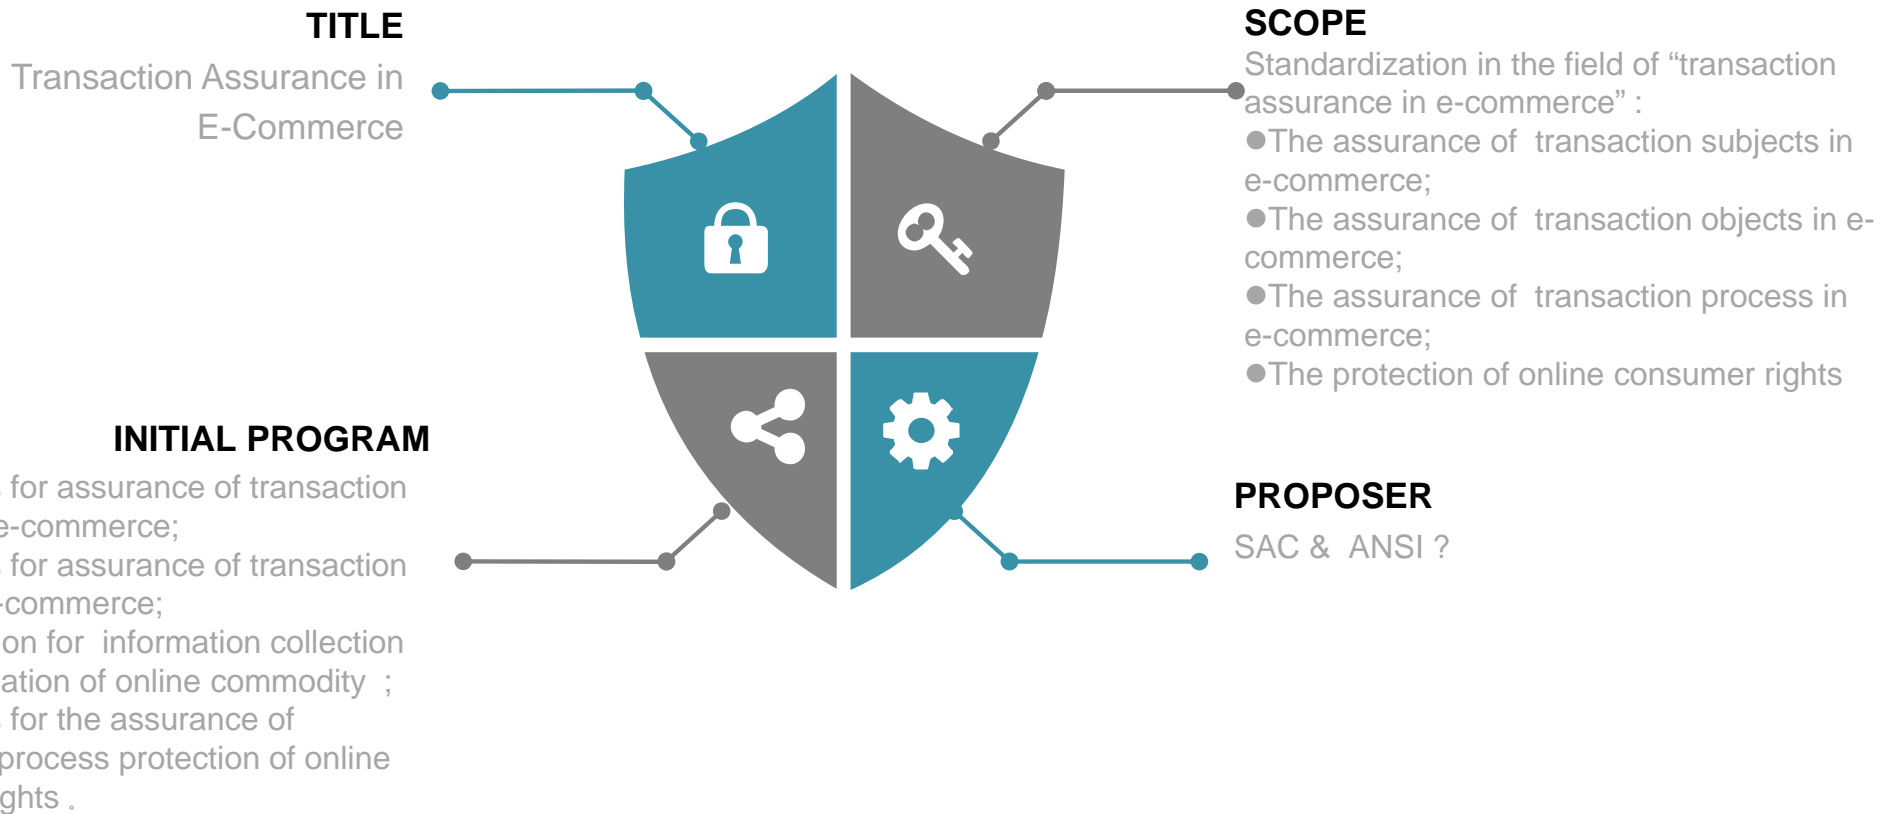 TITLE
Transaction Assurance in
E-Commerce
SCOPE
Standardization in the field of “transaction
assurance in e-commerce” :
●The assurance of  transaction subjects in
e-commerce;
●The assurance of  transaction objects in e-
commerce;
●The assurance of  transaction process in
e-commerce;
●The protection of online consumer rights
INITIAL PROGRAM
for assurance of transaction
e-commerce;
for assurance of transaction
-commerce;
on for  information collection
ation of online commodity ;
for the assurance of
process protection of online
ghts 。
PROPOSER
SAC &  ANSI ?